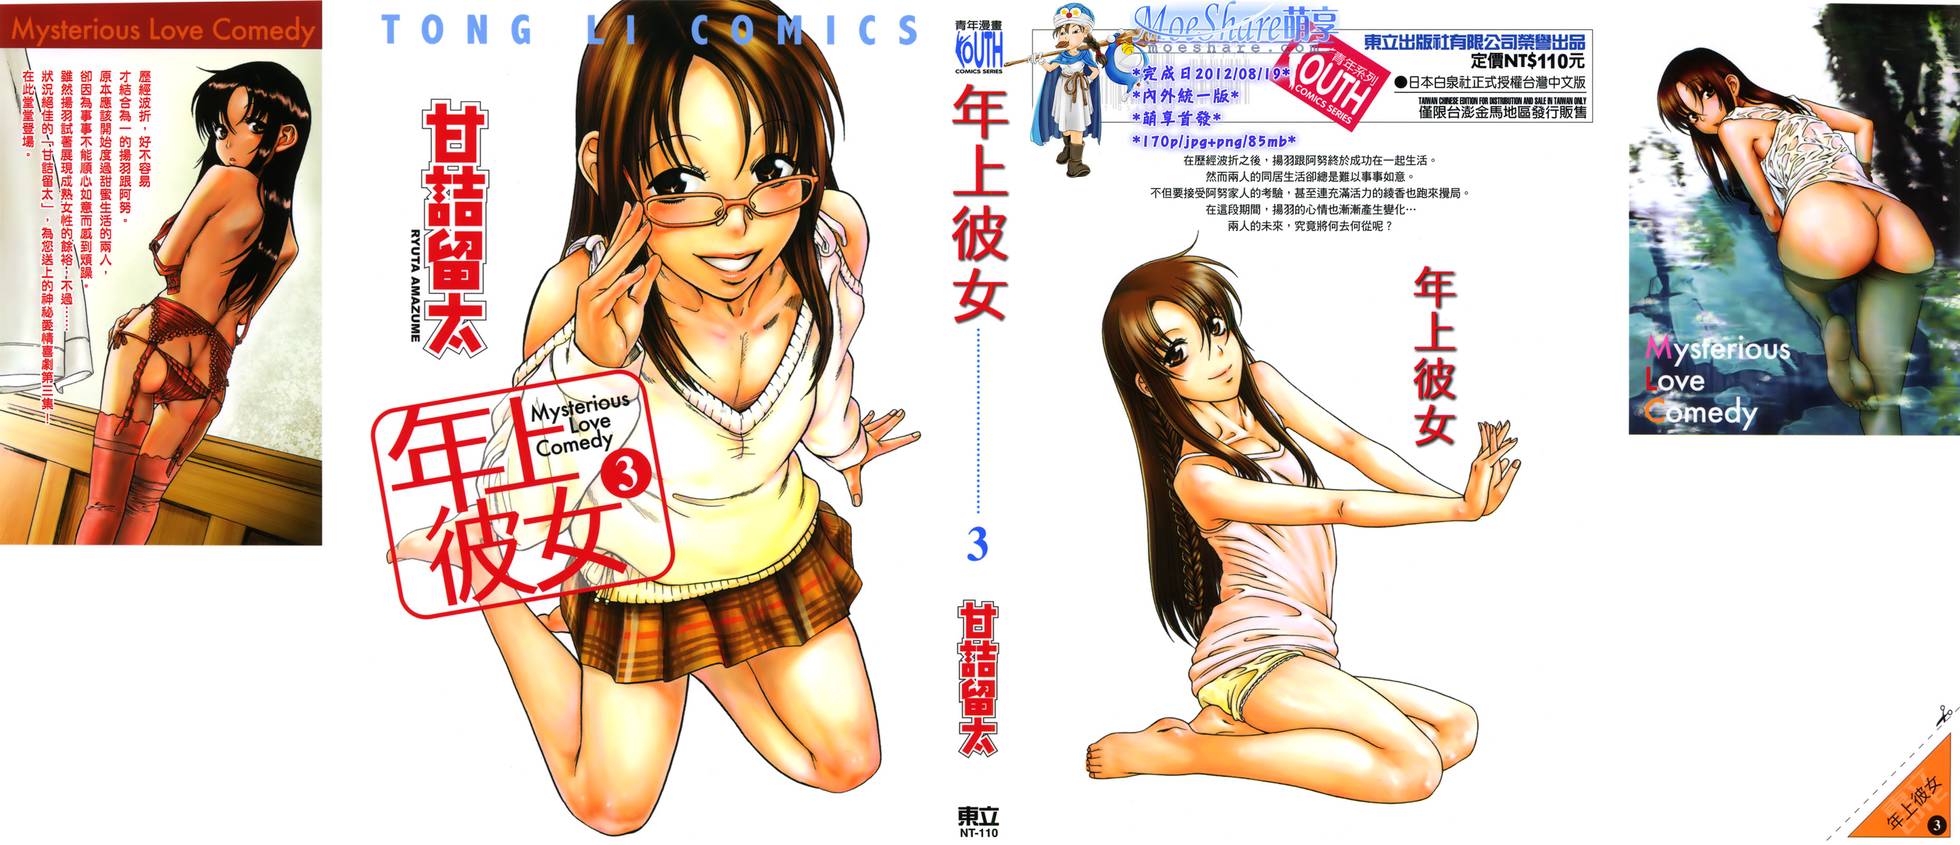 Mysterious Love Comedy
歷經波折，好不容易
才結合為一的揚羽跟阿努。
原本應該開始度過甜蜜生活的兩人，
卻因為事事不能順心如意而感到煩躁。
雖然揚羽試著展現成熟女性的餘裕…不過……
狀況絕佳的「甘詰留太」，為您送上的神秘愛情喜劇第三集─
在此堂堂登場。
TONG LI COMICS
甘詰留太
RYUTA AMAZUME
年上
彼女
Mysterious
Love
Comedy
3
青年漫畫
YOUTH
COMICS SERIES
年上彼女
3
甘詰留太
東立
NT-110
MoeShare萌享
moeshare.com
*完成日2012/08/19*
*內外統一版*
*萌享首發*
*170p/jpg+png/85mb*
青年系列
YOUTH
COMICS SERIES
東立出版社有限公司榮譽出品
定價NT$110元
●日本白泉社正式授權台灣中文版
TAIWAN CHINESE EDITION FOR DISTRIBUTION AND SALE IN TAIWAN ONLY
僅限台澎金馬地區發行販售
在歷經波折之後，揚羽跟阿努終於成功在一起生活。
然而兩人的同居生活卻總是難以事事如意。
不但要接受阿努家人的考驗，甚至連充滿活力的綾香也跑來攪局。
在這段期間，揚羽的心情也漸漸產生變化…
兩人的未來，究竟將何去何從呢？
年上彼女
Mysterious
Love
Comedy
年上彼女
3